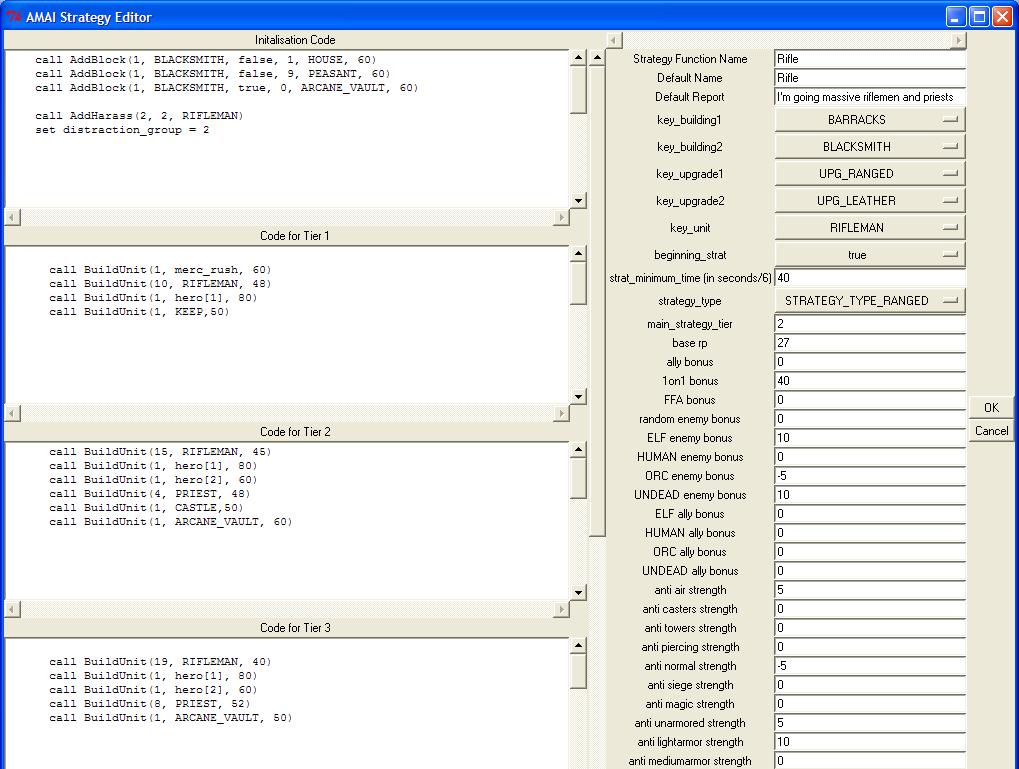 AMAI Strategy Editor
Initalisation Code
call AddBlock(1, BLACKSMITH, false, 1, HOUSE, 60)
call AddBlock(1, BLACKSMITH, false, 9, PEASANT, 60)
call AddBlock(1, BLACKSMITH, true, 0, ARCANE_VAULT, 60)
call AddHarass(2, 2, RIFLEMAN)
set distraction_group = 2
Code for Tier 1
call BuildUnit(1, merc_rush, 60)
call BuildUnit(10, RIFLEMAN, 48)
call BuildUnit(1, hero[1], 80)
call BuildUnit(1, KEEP,50)
Code for Tier 2
call BuildUnit(15, RIFLEMAN, 45)
call BuildUnit(1, hero[1], 80)
call BuildUnit(1, hero[2], 60)
call BuildUnit(4, PRIEST, 48)
call BuildUnit(1, CASTLE,50)
call BuildUnit(1, ARCANE_VAULT, 60)
Code for Tier 3
call BuildUnit(19, RIFLEMAN, 40)
call BuildUnit(1, hero[1], 80)
call BuildUnit(1, hero[2], 60)
call BuildUnit(8, PRIEST, 52)
call BuildUnit(1, ARCANE_VAULT, 50)
Strategy Function Name Rifle
Default Name Rifle
Default Report I'm going massive riflemen and priests
key_building1 BARRACKS
key_building2 BLACKSMITH
key_upgrade1 UPG_RANGED
key_upgrade2 UPG_LEATHER
key_unit RIFLEMAN
beginning_strat true
strat_minimum_time (in seconds/6) 40
strategy_type STRATEGY_TYPE_RANGED
main_strategy_tier 2
base rp 27
ally bonus 0
1on1 bonus 40
FFA bonus 0
random enemy bonus 0
ELF enemy bonus 10
HUMAN enemy bonus 0
ORC enemy bonus -5
UNDEAD enemy bonus 10
ELF ally bonus 0
HUMAN ally bonus 0
ORC ally bonus 0
UNDEAD ally bonus 0
anti air strength 5
anti casters strength 0
anti towers strength 0
anti piercing strength 0
anti normal strength -5
anti siege strength 0
anti magic strength 0
anti unarmored strength 5
anti lightarmor strength 10
anti mediumarmor strength 0
OK
Cancel